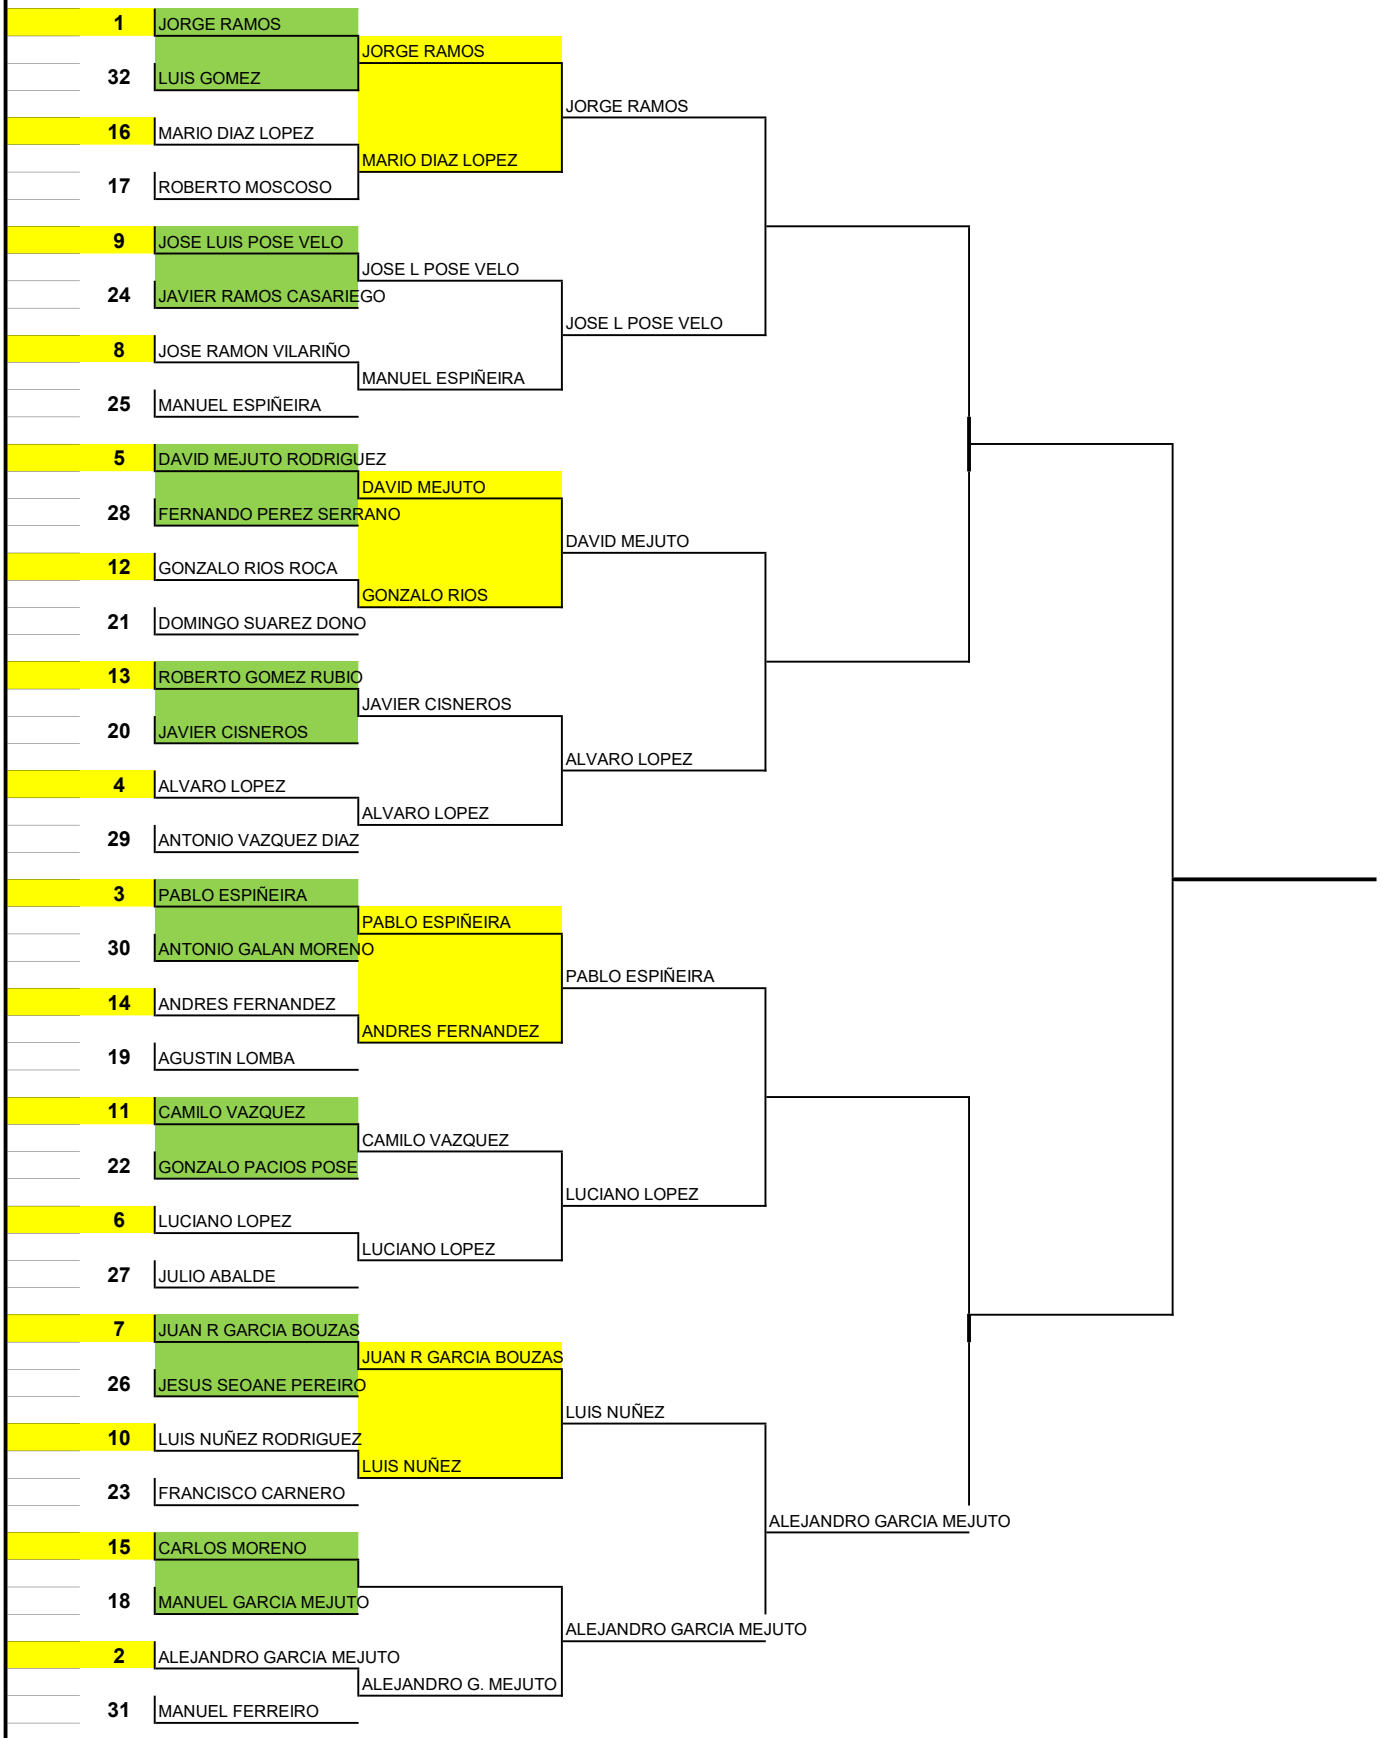 1 JORGE RAMOS
JORGE RAMOS
32 LUIS GOMEZ
JORGE RAMOS
16 MARIO DIAZ LOPEZ
MARIO DIAZ LOPEZ
17 ROBERTO MOSCOSO
9 JOSE LUIS POSE VELO
JOSE L POSE VELO
24 JAVIER RAMOS CASARIEGO
JOSE L POSE VELO
8 JOSE RAMON VILARIÑO
MANUEL ESPIÑEIRA
25 MANUEL ESPIÑEIRA
5 DAVID MEJUTO RODRIGUEZ
DAVID MEJUTO
28 FERNANDO PEREZ SERRANO
DAVID MEJUTO
12 GONZALO RIOS ROCA
GONZALO RIOS
21 DOMINGO SUAREZ DONO
13 ROBERTO GOMEZ RUBIO
JAVIER CISNEROS
20 JAVIER CISNEROS
ALVARO LOPEZ
4 ALVARO LOPEZ
ALVARO LOPEZ
29 ANTONIO VAZQUEZ DIAZ
3 PABLO ESPIÑEIRA
PABLO ESPIÑEIRA
30 ANTONIO GALAN MORENO
PABLO ESPIÑEIRA
14 ANDRES FERNANDEZ
ANDRES FERNANDEZ
19 AGUSTIN LOMBA
11 CAMILO VAZQUEZ
CAMILO VAZQUEZ
22 GONZALO PACIOS POSE
LUCIANO LOPEZ
6 LUCIANO LOPEZ
LUCIANO LOPEZ
27 JULIO ABALDE
7 JUAN R GARCIA BOUZAS
JUAN R GARCIA BOUZAS
26 JESUS SEOANE PEREIRO
LUIS NUÑEZ
10 LUIS NUÑEZ RODRIGUEZ
LUIS NUÑEZ
23 FRANCISCO CARNERO
ALEJANDRO GARCIA MEJUTO
15 CARLOS MORENO
18 MANUEL GARCIA MEJUTO
ALEJANDRO GARCIA MEJUTO
2 ALEJANDRO GARCIA MEJUTO
ALEJANDRO G. MEJUTO
31 MANUEL FERREIRO